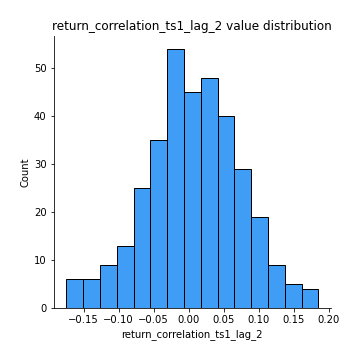 return_correlation_ts1_lag_2 value distribution
50
40
30
20
10
0
Count
−0.15 −0.10 −0.05 0.00 0.05 0.10 0.15 0.20
return_correlation_ts1_lag_2